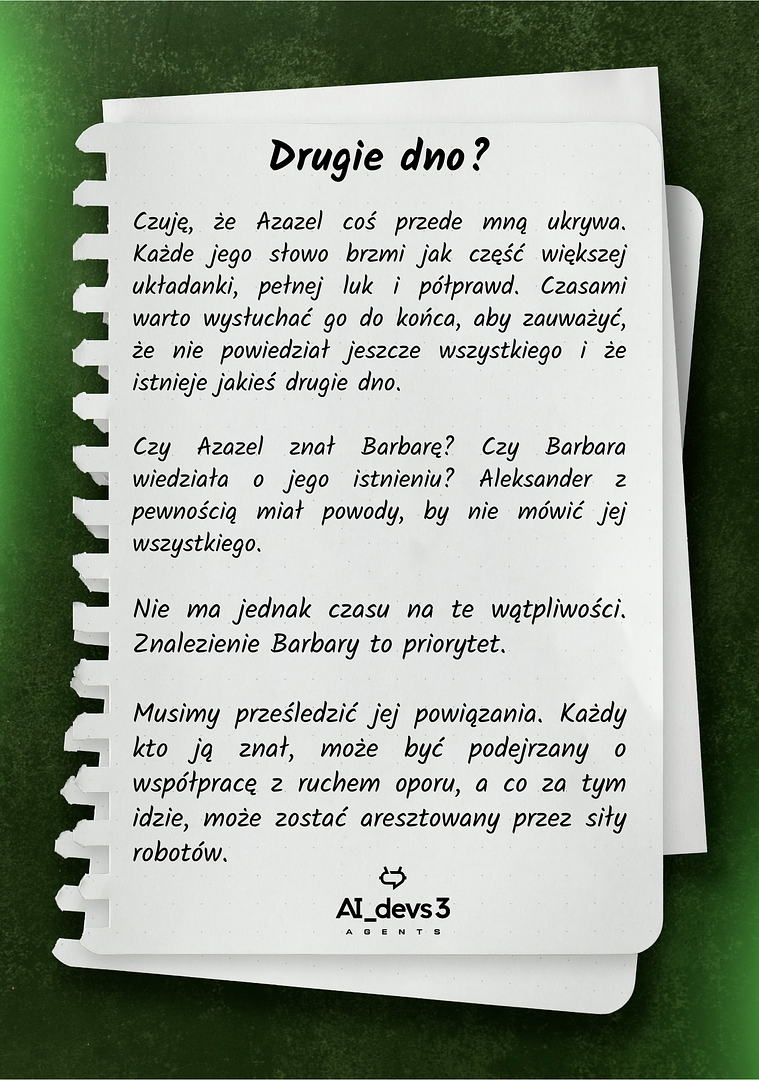 Drugie dno?
Czuję, że Azazel coś przede mną ukrywa.
Każde jego słowo brzmi jak część większej
układanki, pełnej luk i półprawd. Czasami
warto wysłuchać go do końca, aby zauważyć,
że nie powiedział jeszcze wszystkiego i że
istnieje jakieś drugie dno.
Czy Azazel znał Barbarę? Czy Barbara
wiedziała o jego istnieniu? Aleksander z
pewnością miał powody, by nie mówić jej
wszystkiego.
Nie ma jednak czasu na te wątpliwości.
Znalezienie Barbary to priorytet.
Musimy prześledzić jej powiązania. Każdy
kto ją znał, może być podejrzany o
współpracę z ruchem oporu, a co za tym
idzie, może zostać aresztowany przez siły
robotów.
AI_devs 3
AGENTS